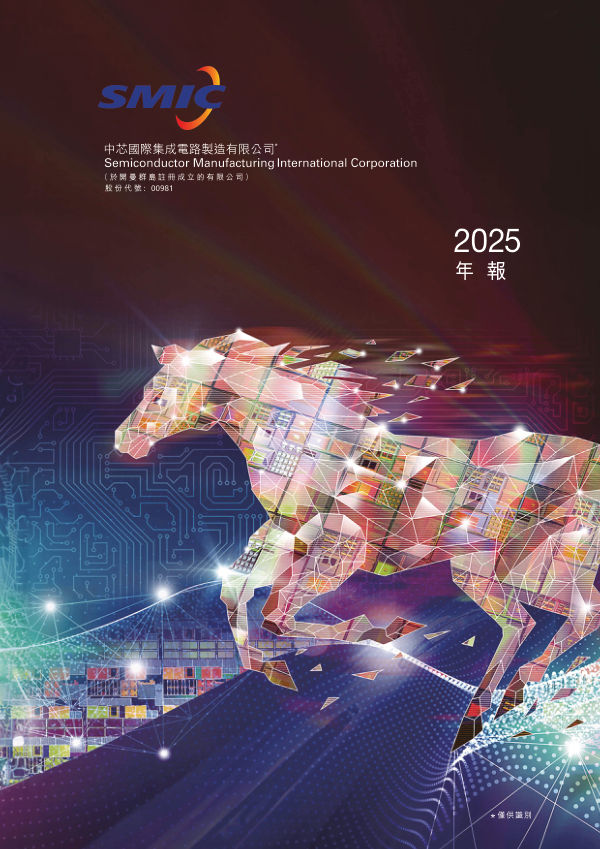 SMIC
中芯國際集成電路製造有限公司*
Semiconductor Manufacturing International Corporation
(於開曼群島註冊成立的有限公司)
股份代號: 00981
2025
年報
* 僅供識別